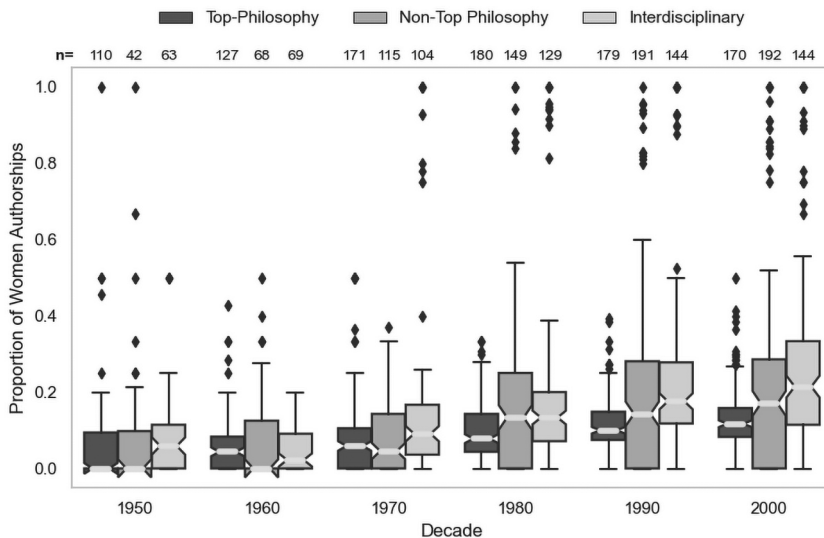 Top-Philosophy Non-Top Philosophy Interdisciplinary
n= 110 42 63 127 68 69 171 115 104 180 149 129 179 191 144 170 192 144
1.0
0.8
0.6
0.4
0.2
0.0
Proportion of Women Authorships
1950 1960 1970 1980 1990 2000
Decade